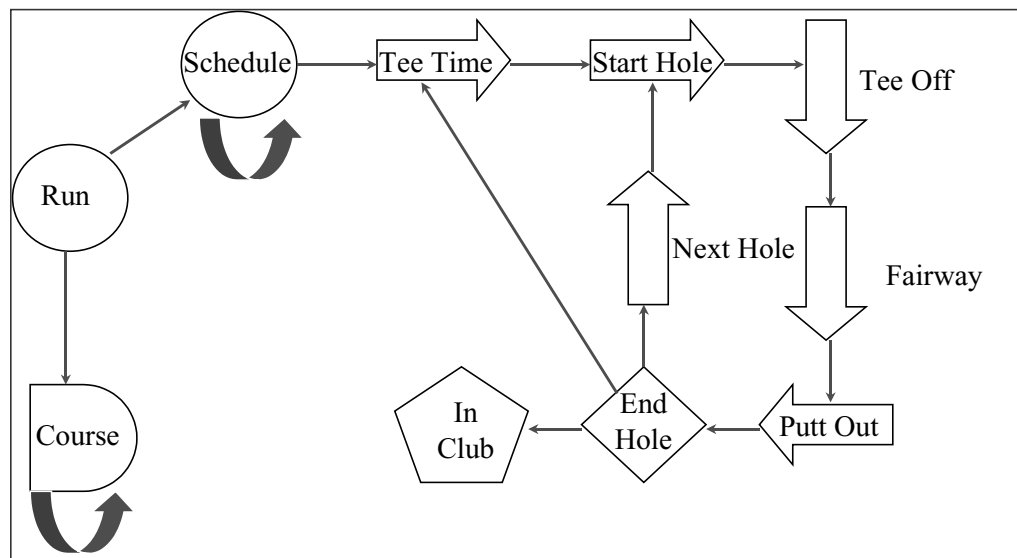 Schedule
Tee Time
Start Hole
Tee Off
Run
Next Hole
Fairway
Course
In
Club
End
Hole
Putt Out